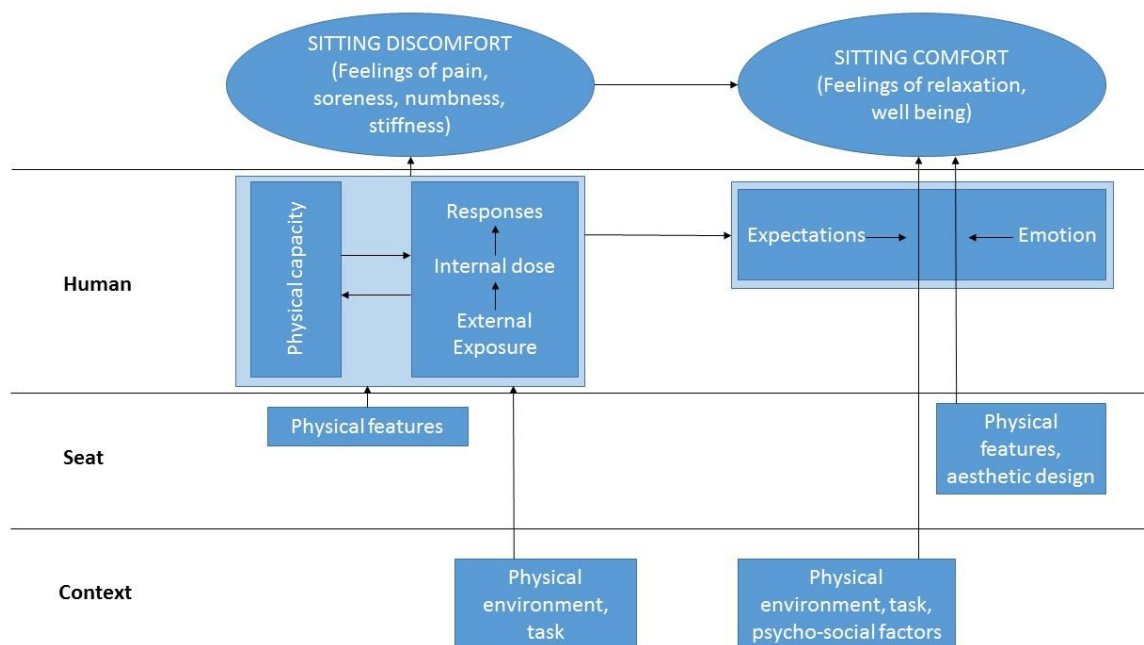 SITTING DISCOMFORT
(Feelings of pain,
soreness, numbness,
stiffness)
SITTING COMFORT
(Feelings of relaxation,
well being)
Human
Physical capacity
Responses
Internal dose
External
Exposure
Expectations
Emotion
Seat
Physical features
Physical
features,
aesthetic design
Context
Physical
environment,
task
Physical
environment, task,
psycho-social factors